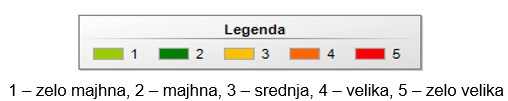 Legenda
1 2 3 4 5
1 – zelo majhna, 2 – majhna, 3 – srednja, 4 – velika, 5 – zelo velika